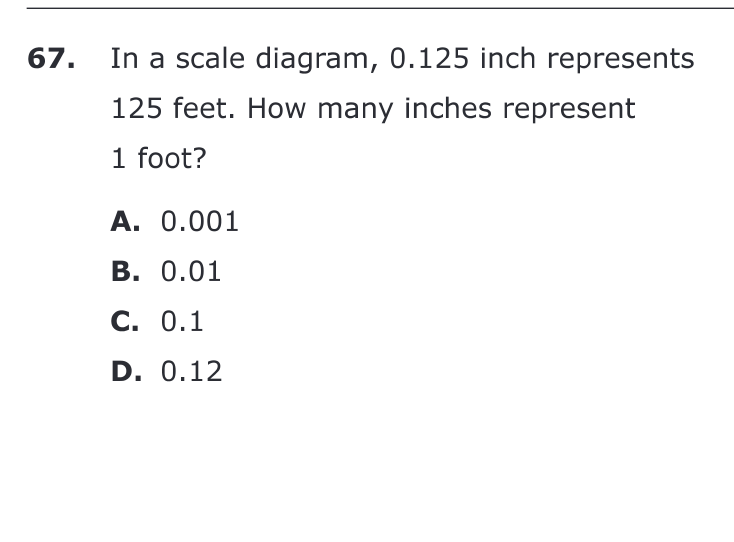 67. In a scale diagram, 0.125 inch represents
125 feet. How many inches represent
1 foot?
A. 0.001
B. 0.01
C. 0.1
D. 0.12